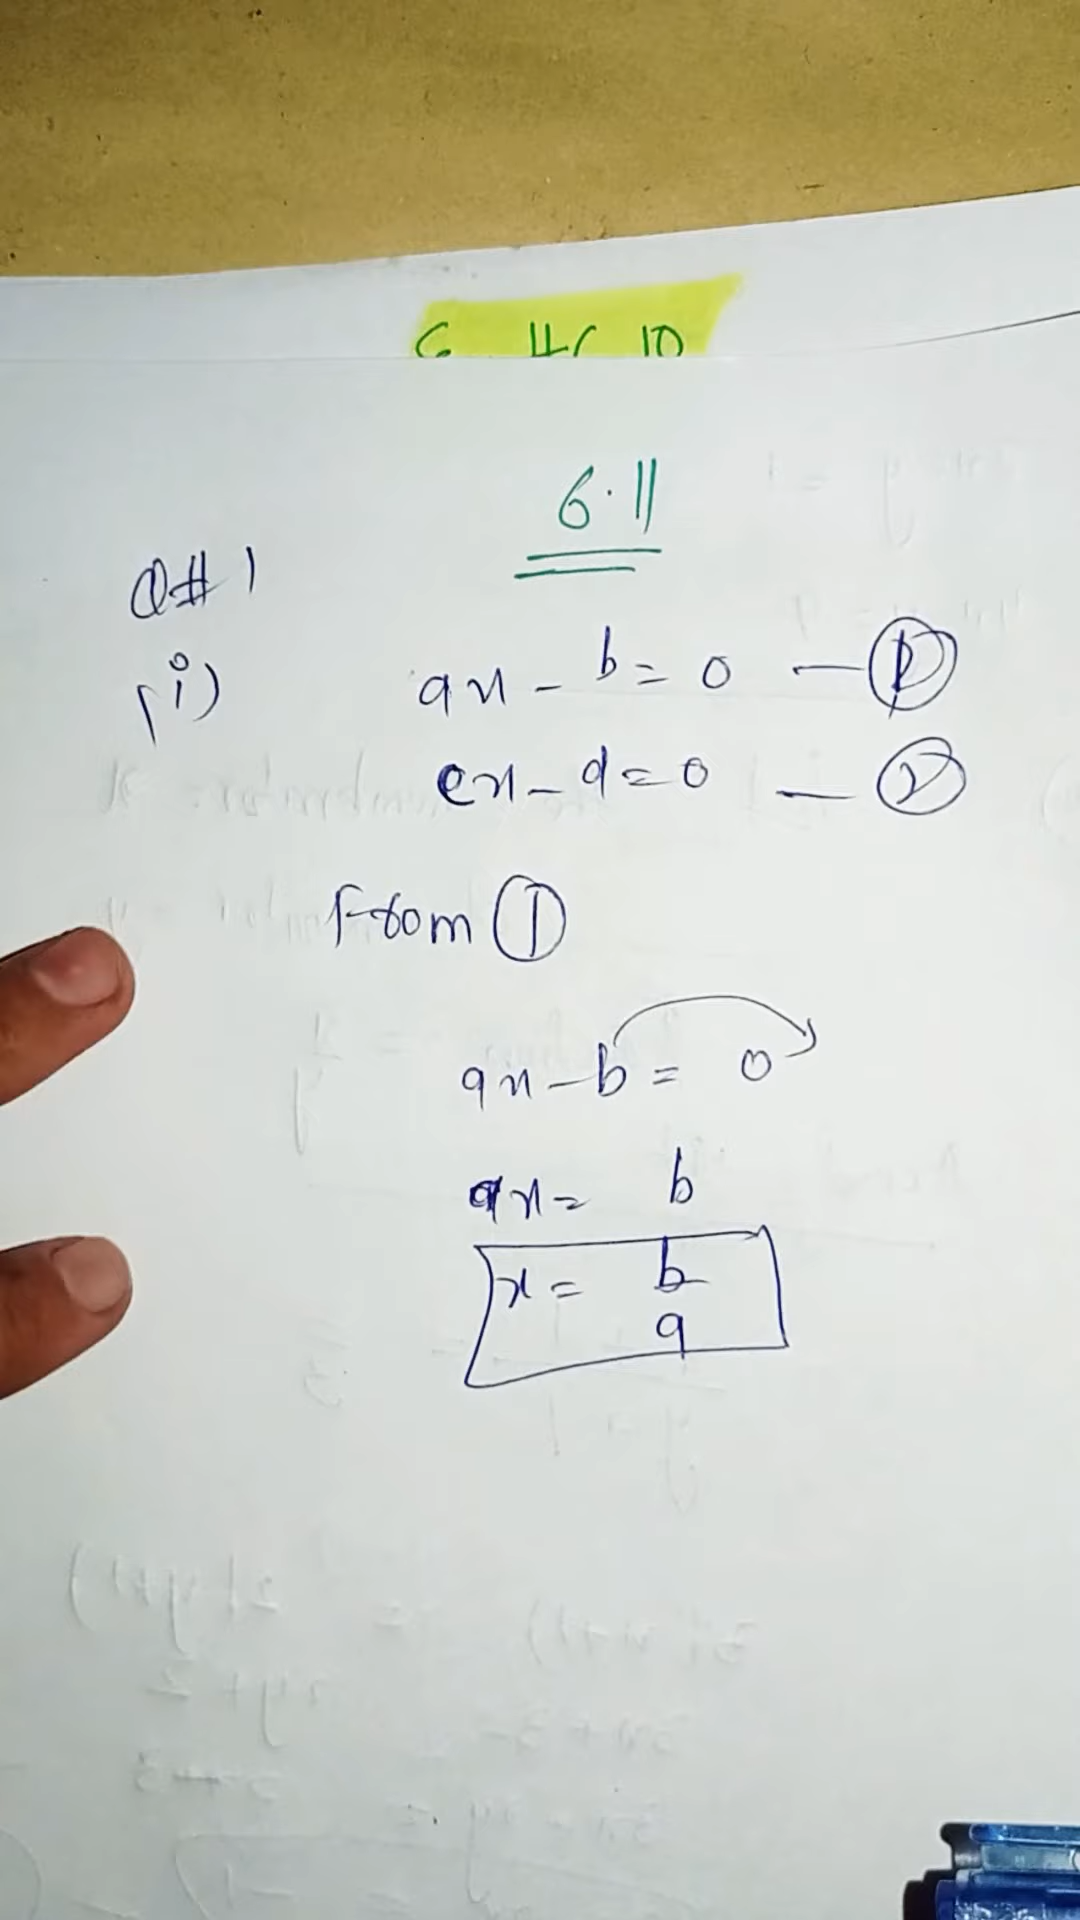 6.11
Q# 1
(i) ax - b = 0 — ①
cx - d = 0 — ②
From ①
ax - b = 0
ax = b
x = b
a